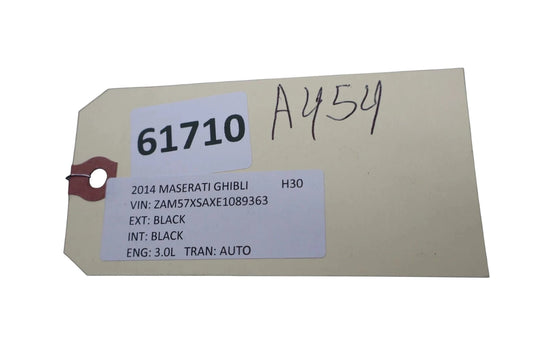 A454
61710
2014 MASERATI GHIBLI H30
VIN: ZAM57XSAXE1089363
EXT: BLACK
INT: BLACK
ENG: 3.0L TRAN: AUTO